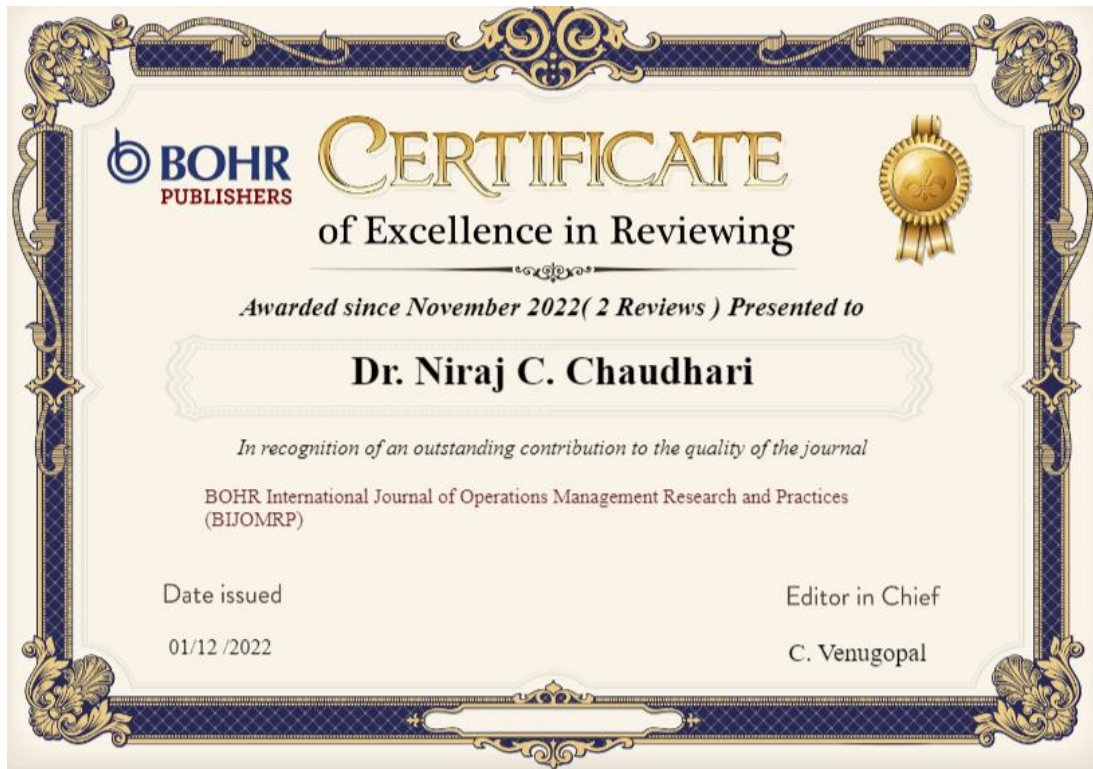 BOHR
PUBLISHERS
CERTIFICATE
of Excellence in Reviewing
Awarded since November 2022( 2 Reviews ) Presented to
Dr. Niraj C. Chaudhari
In recognition of an outstanding contribution to the quality of the journal
BOHR International Journal of Operations Management Research and Practices
(BIJOMRP)
Date issued
Editor in Chief
01/12 /2022
C. Venugopal